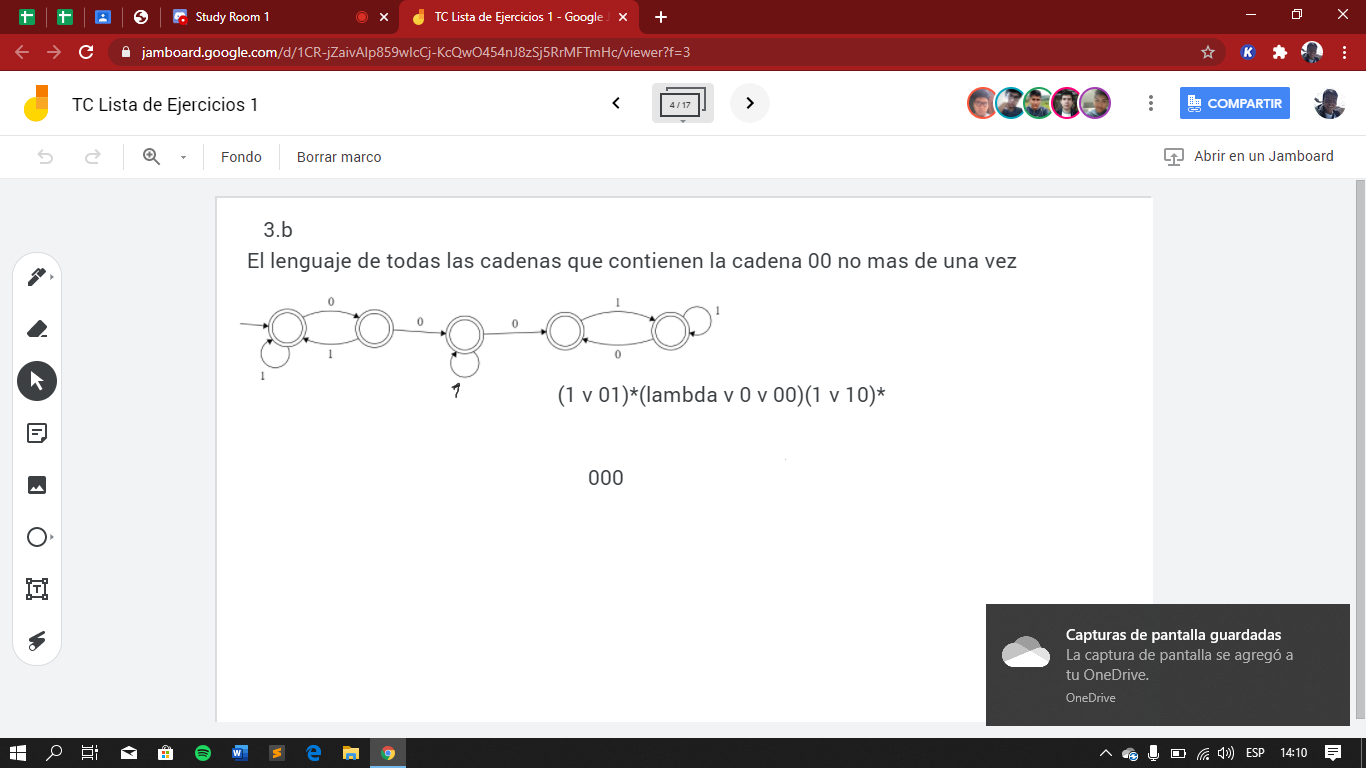 Study Room 1
TC Lista de Ejercicios 1 - Google J
jamboard.google.com/d/1CR-jZaivAlp859wIcCj-KcQwO454nJ8zSj5RrMFTmHc/viewer?f=3
TC Lista de Ejercicios 1
4 / 17
COMPARTIR
Fondo
Borrar marco
Abrir en un Jamboard
3.b
El lenguaje de todas las cadenas que contienen la cadena 00 no mas de una vez
0
1
1
0
0
1
1
0
1
(1 v 01)*(lambda v 0 v 00)(1 v 10)*
000
Capturas de pantalla guardadas
La captura de pantalla se agregó a
tu OneDrive.
OneDrive
ESP
14:10